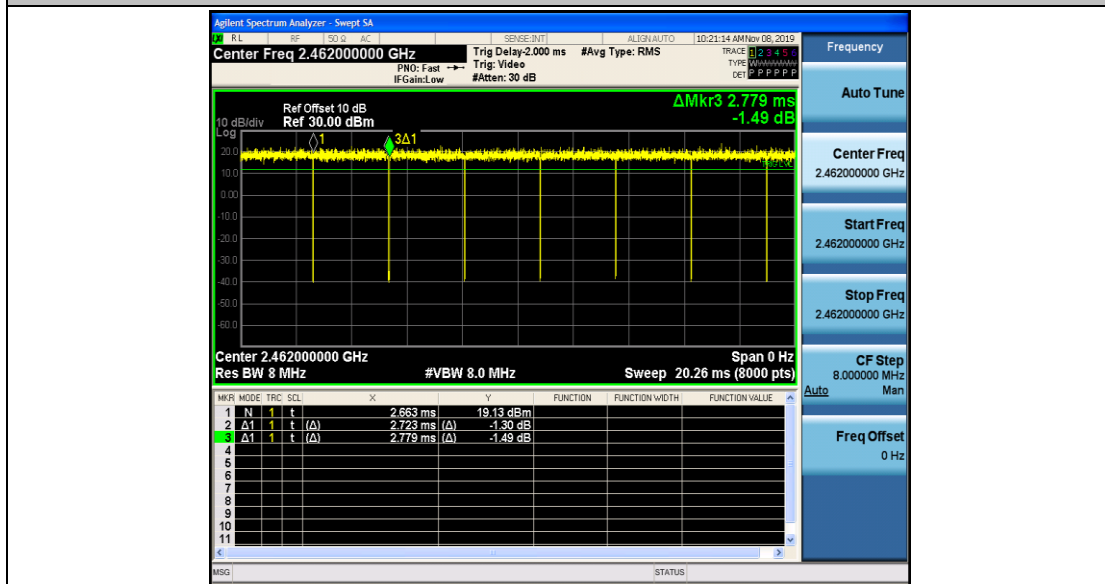 Agilent Spectrum Analyzer - Swept SA
RL RF 50 Ω AC SENSE:INT ALIGN AUTO 10:21:14 AM Nov 08, 2019
Center Freq 2.462000000 GHz
PNO: Fast
IFGain:Low
Trig Delay-2.000 ms
Trig: Video
#Atten: 30 dB
#Avg Type: RMS
TRACE 1 2 3 4 5 6
TYPE WWWWWW
DET P P P P P P
Ref Offset 10 dB
10 dB/div Ref 30.00 dBm
Log
ΔMkr3 2.779 ms
-1.49 dB
1
3Δ1
20.0
10.0
0.00
-10.0
-20.0
-30.0
-40.0
-50.0
-60.0
Center 2.462000000 GHz Span 0 Hz
Res BW 8 MHz #VBW 8.0 MHz Sweep 20.26 ms (8000 pts)
MKR MODE TRC SCL X Y FUNCTION FUNCTION WIDTH FUNCTION VALUE
1 N 1 t 2.663 ms 19.13 dBm
2 Δ1 1 t (Δ) 2.723 ms (Δ) -1.30 dB
3 Δ1 1 t (Δ) 2.779 ms (Δ) -1.49 dB
4
5
6
7
8
9
10
11
MSG STATUS
Frequency
Auto Tune
Center Freq
2.462000000 GHz
Start Freq
2.462000000 GHz
Stop Freq
2.462000000 GHz
CF Step
8.000000 MHz
Auto Man
Freq Offset
0 Hz